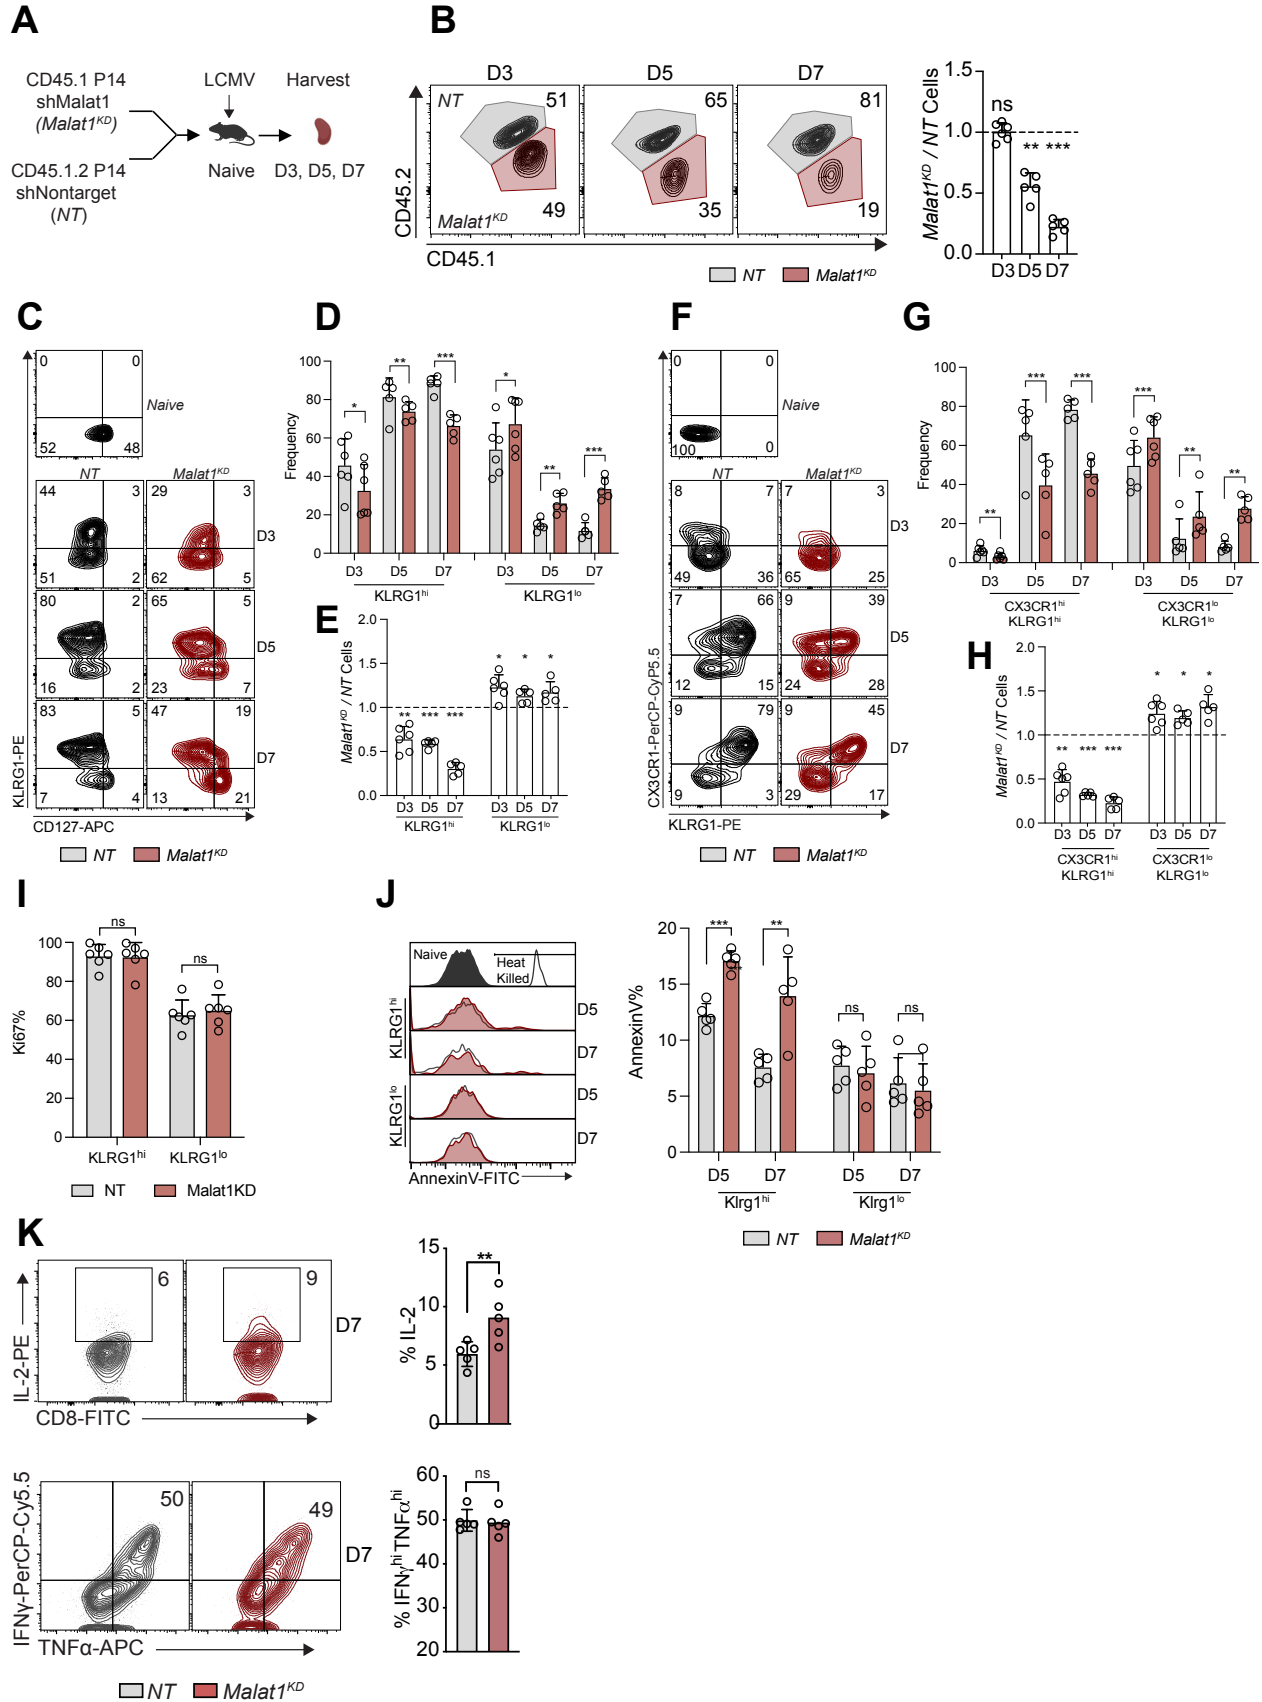 A
CD45.1 P14
shMalat1
(Malat1ᴷᴰ)
CD45.1.2 P14
shNontarget
(NT)
LCMV
Naive
Harvest
D3, D5, D7
B
D3
D5
D7
NT
51
65
81
Malat1ᴷᴰ
49
35
19
CD45.2
CD45.1
NT
Malat1ᴷᴰ
Malat1ᴷᴰ / NT Cells
1.5
1.0
0.5
0.0
ns
**
***
D3 D5 D7
C
0 0
52 48
Naive
NT
Malat1ᴷᴰ
44 3
51 2
29 3
62 5
D3
80 2
16 2
65 5
23 7
D5
83 5
7 4
47 19
13 21
D7
KLRG1-PE
CD127-APC
NT
Malat1ᴷᴰ
D
Frequency
100
80
60
40
20
0
*
**
***
*
**
***
D3 D5 D7 D3 D5 D7
KLRG1ʰⁱ KLRG1ˡᵒ
E
Malat1ᴷᴰ / NT Cells
2.0
1.5
1.0
0.5
0.0
** *** ***
* * *
D3 D5 D7 D3 D5 D7
KLRG1ʰⁱ KLRG1ˡᵒ
F
100 0
Naive
NT
Malat1ᴷᴰ
8 7
49 36
7 3
65 25
D3
7 66
12 15
9 39
24 28
D5
9 79
9 3
9 45
29 17
D7
CX3CR1-PerCP-CyP5.5
KLRG1-PE
NT
Malat1ᴷᴰ
G
Frequency
100
80
60
40
20
0
**
***
***
***
**
**
D3 D5 D7 D3 D5 D7
CX3CR1ʰⁱ CX3CR1ˡᵒ
KLRG1ʰⁱ KLRG1ˡᵒ
H
Malat1ᴷᴰ / NT Cells
2.0
1.5
1.0
0.5
0.0
** *** ***
* * *
D3 D5 D7 D3 D5 D7
CX3CR1ʰⁱ CX3CR1ˡᵒ
KLRG1ʰⁱ KLRG1ˡᵒ
I
Ki67%
100
80
60
40
20
0
ns
ns
KLRG1ʰⁱ KLRG1ˡᵒ
NT
Malat1KD
J
Naive
Heat
Killed
KLRG1ʰⁱ
D5
D7
KLRG1ˡᵒ
D5
D7
AnnexinV-FITC
AnnexinV%
20
15
10
5
0
***
**
ns
ns
D5 D7 D5 D7
Klrg1ʰⁱ Klrg1ˡᵒ
NT
Malat1ᴷᴰ
K
6
9
D7
IL-2-PE
CD8-FITC
% IL-2
15
10
5
0
**
50
49
D7
IFNγ-PerCP-Cy5.5
TNFα-APC
% IFNγʰⁱ TNFαʰⁱ
60
50
40
30
20
ns
NT
Malat1ᴷᴰ